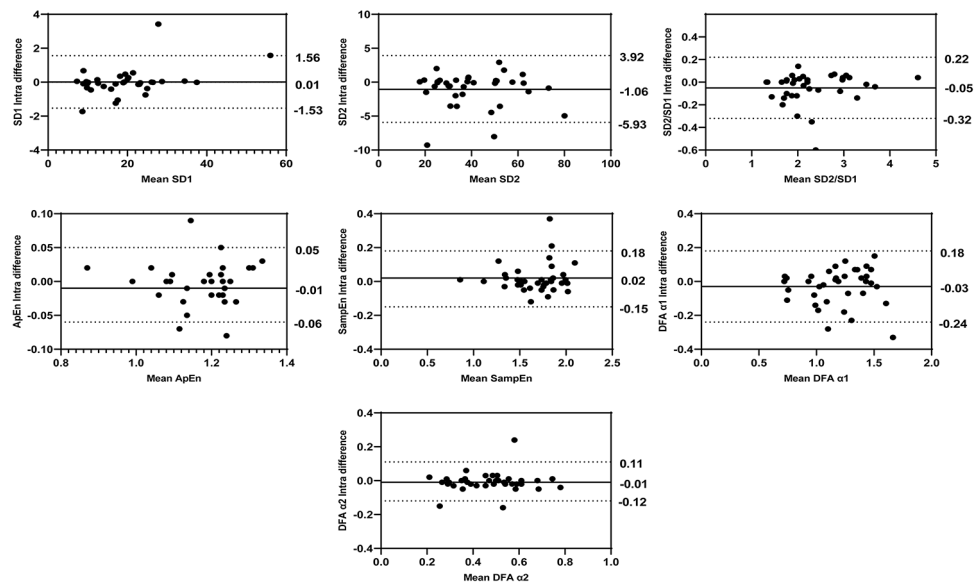 4
2
0
-2
-4
SD1 Intra difference
1.56
0.01
-1.53
0 20 40 60
Mean SD1
5
0
-5
-10
10
SD2 Intra difference
3.92
-1.06
-5.93
0 20 40 60 80 100
Mean SD2
0.6
0.4
0.2
0.0
-0.2
-0.4
-0.6
SD2/SD1 Intra difference
0.22
-0.05
-0.32
0 1 2 3 4 5
Mean SD2/SD1
0.10
0.05
0.00
-0.05
-0.10
ApEn Intra difference
0.05
-0.01
-0.06
0.8 1.0 1.2 1.4
Mean ApEn
0.4
0.2
0.0
-0.2
-0.4
SampEn Intra difference
0.18
0.02
-0.15
0.0 0.5 1.0 1.5 2.0 2.5
Mean SampEn
0.4
0.2
0.0
-0.2
-0.4
DFA α1 Intra difference
0.18
-0.03
-0.24
0.0 0.5 1.0 1.5 2.0
Mean DFA α1
0.4
0.2
0.0
-0.2
-0.4
DFA α2 Intra difference
0.11
-0.01
-0.12
0.0 0.2 0.4 0.6 0.8 1.0
Mean DFA α2